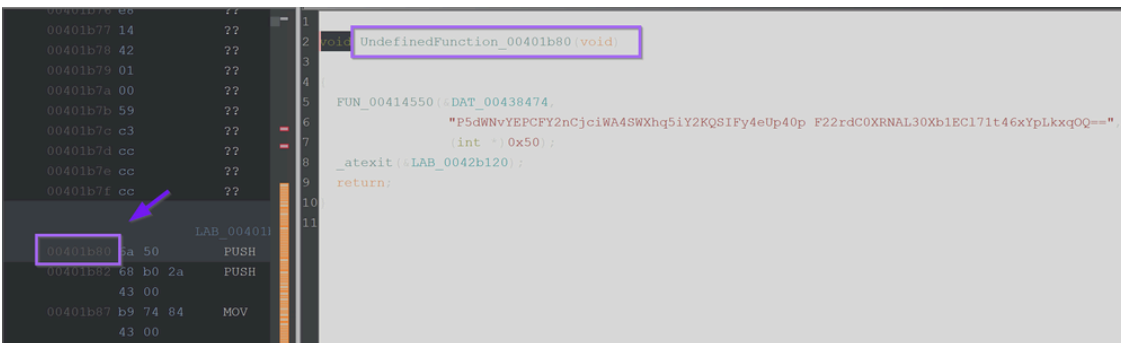 00401b76 e8 ??
00401b77 14 ??
00401b78 42 ??
00401b79 01 ??
00401b7a 00 ??
00401b7b 59 ??
00401b7c c3 ??
00401b7d cc ??
00401b7e cc ??
00401b7f cc ??
LAB_00401
00401b80 6a 50 PUSH
00401b82 68 b0 2a PUSH
43 00
00401b87 b9 74 84 MOV
43 00
1
2 void UndefinedFunction_00401b80(void)
3
4 {
5 FUN_00414550(&DAT_00438474,
6 "P5dWNvYEPCFY2nCjciWA4SWXhq5iY2KQSIFy4eUp40p F22rdC0XRNAL30Xb1ECl71t46xYpLkxqOQ==",
7 (int *)0x50);
8 _atexit(&LAB_0042b120);
9 return;
10 }
11